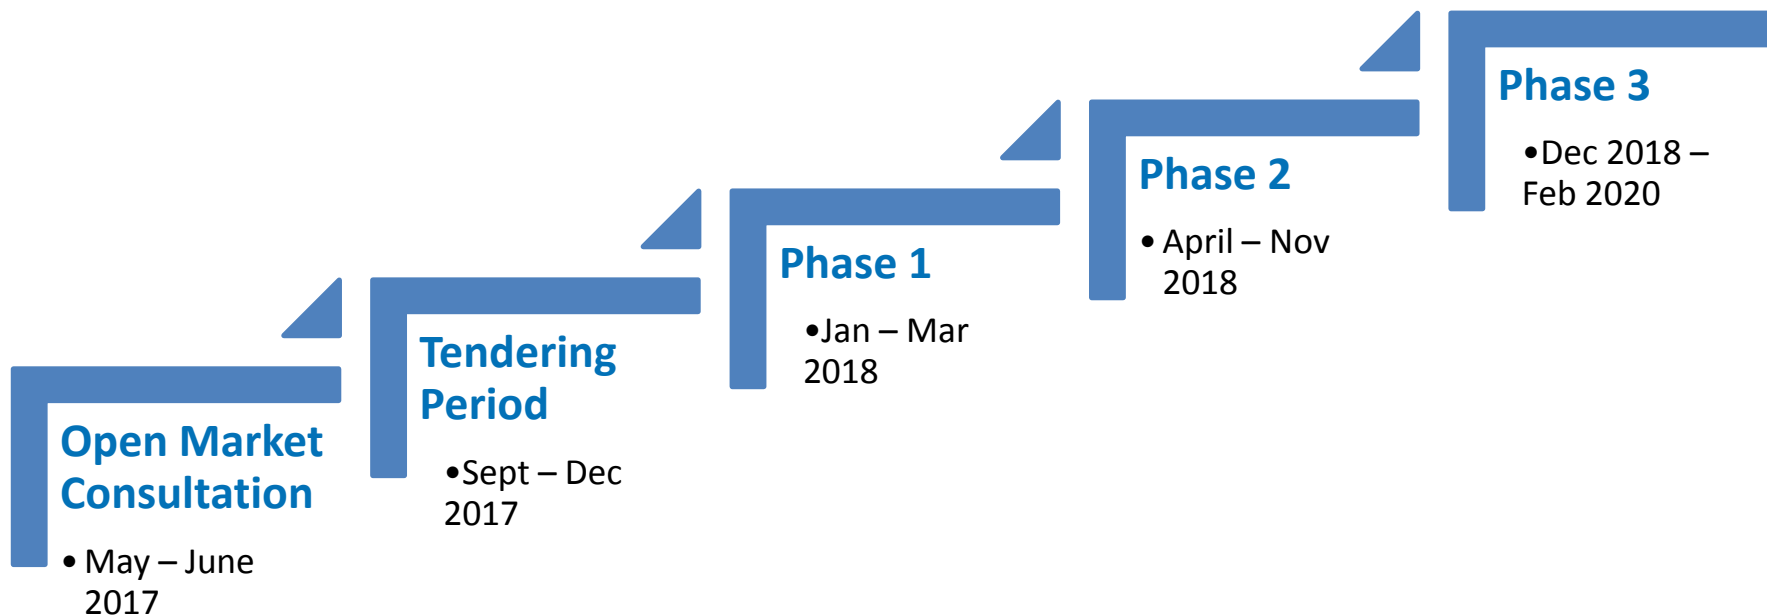 Open Market
Consultation
• May – June
2017
Tendering
Period
•Sept – Dec
2017
Phase 1
•Jan – Mar
2018
Phase 2
• April – Nov
2018
Phase 3
•Dec 2018 –
Feb 2020